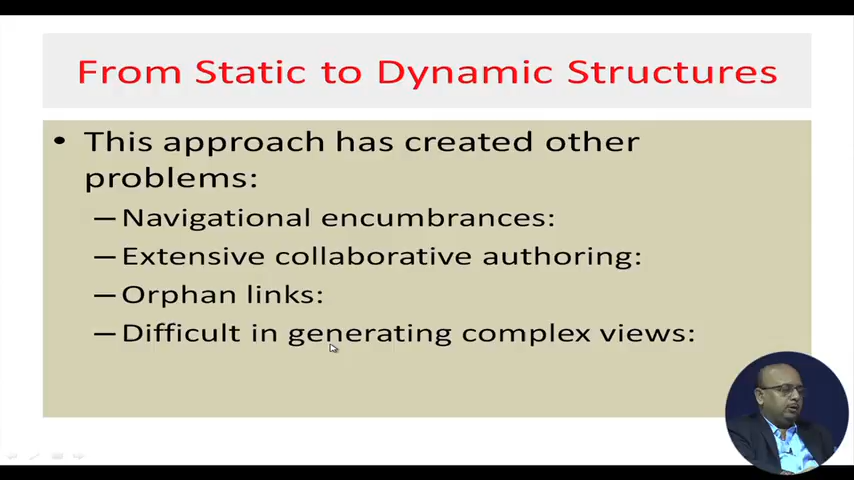 From Static to Dynamic Structures
• This approach has created other
problems:
–Navigational encumbrances:
–Extensive collaborative authoring:
–Orphan links:
–Difficult in generating complex views: